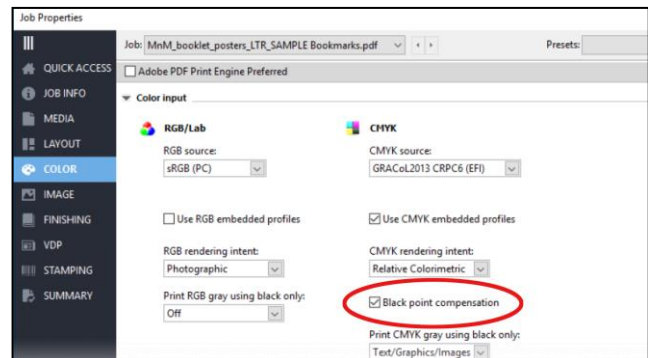 Job Properties
Job: MnM_booklet_posters_LTR_SAMPLE Bookmarks.pdf
Presets:
QUICK ACCESS
JOB INFO
MEDIA
LAYOUT
COLOR
IMAGE
FINISHING
VDP
STAMPING
SUMMARY
Adobe PDF Print Engine Preferred
Color input
RGB/Lab
RGB source:
sRGB (PC)
Use RGB embedded profiles
RGB rendering intent:
Photographic
Print RGB gray using black only:
Off
CMYK
CMYK source:
GRACoL2013 CRPC6 (EFI)
Use CMYK embedded profiles
CMYK rendering intent:
Relative Colorimetric
Black point compensation
Print CMYK gray using black only:
Text/Graphics/Images